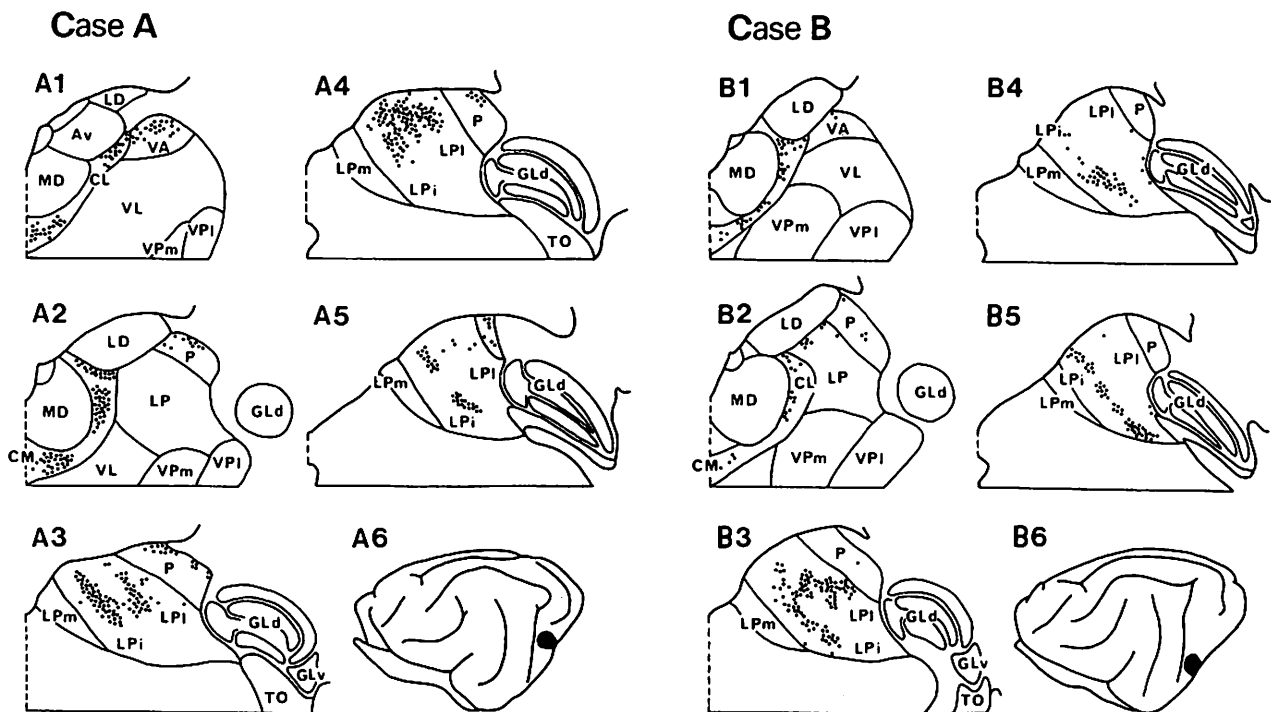 Case A
Case B
A1
LD
Av
VA
MD
CL
VL
VPl
VPm
A4
P
LPl
LPm
LPi
GLd
TO
B1
LD
VA
MD
VL
VPm
VPl
B4
LPl
P
LPi
LPm
GLd
A2
LD
P
MD
LP
GLd
CM
VL
VPm
VPl
A5
LPm
LPl
GLd
LPi
B2
LD
P
CL
LP
MD
GLd
CM
VPm
VPl
B5
LPl
P
LPi
LPm
GLd
A3
P
LPm
LPl
GLd
LPi
GLv
TO
A6
B3
P
LPm
LPl
GLd
LPi
GLv
TO
B6